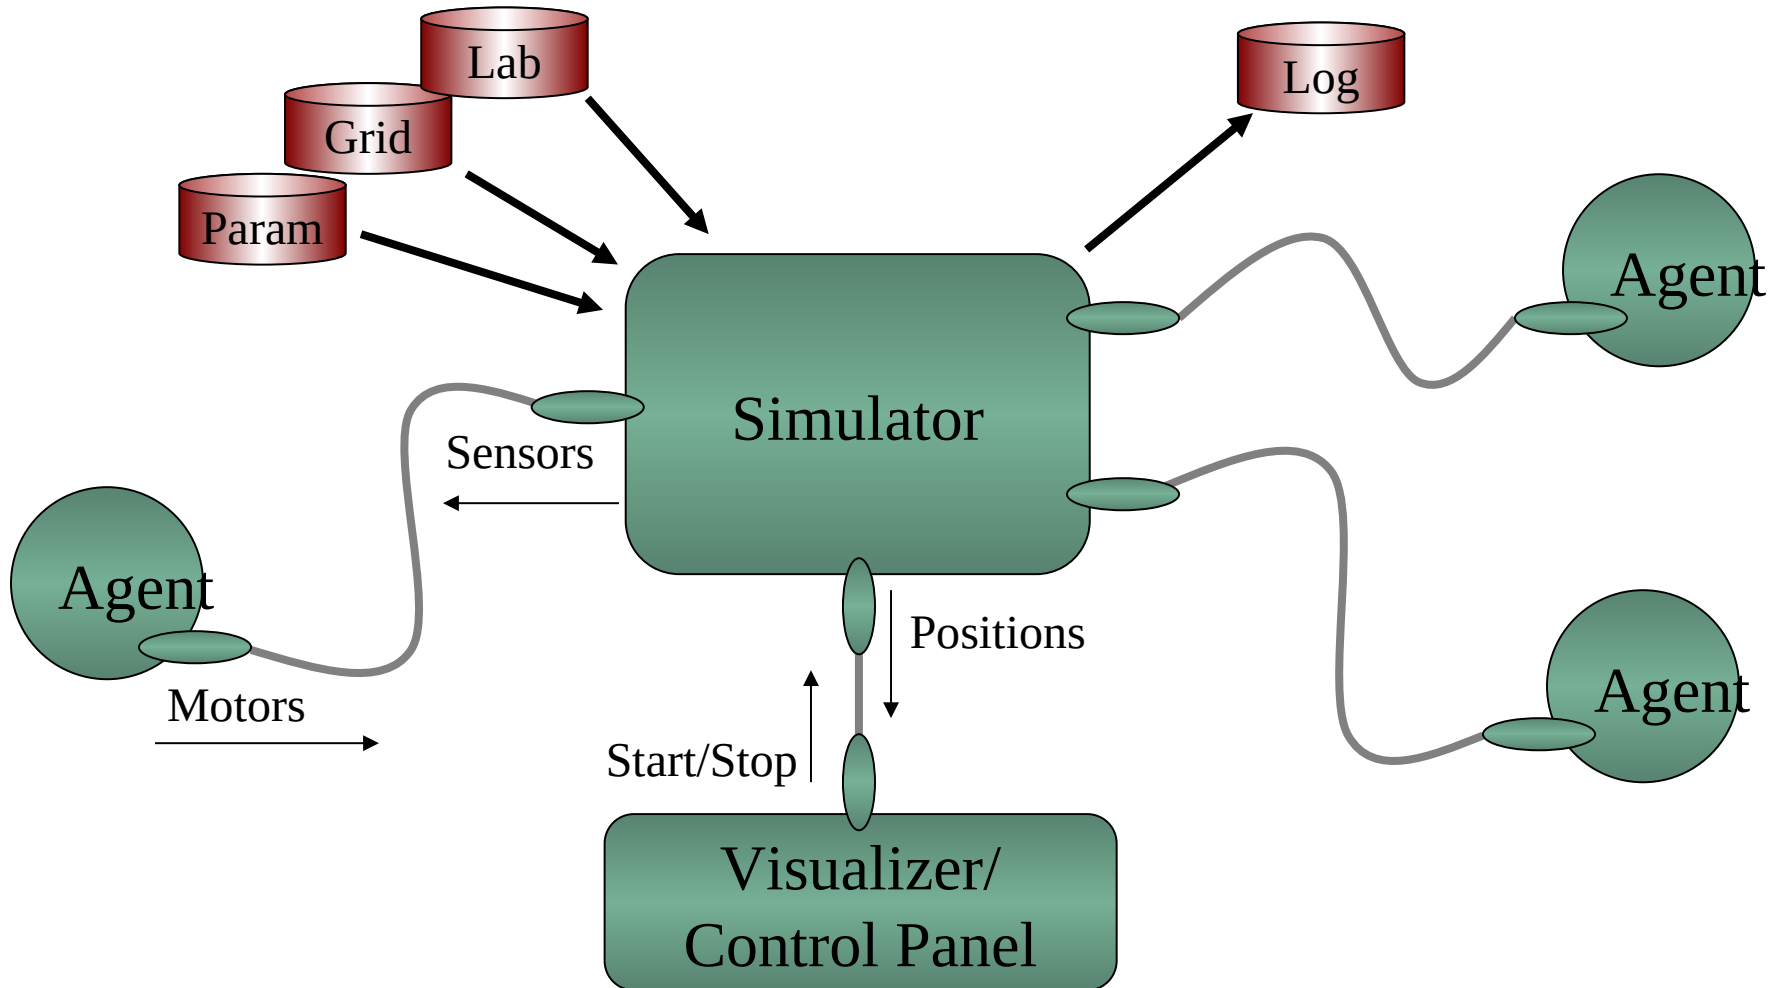 Lab
Log
Grid
Param
Agent
Simulator
Sensors
Agent
Positions
Agent
Motors
Start/Stop
Visualizer/
Control Panel